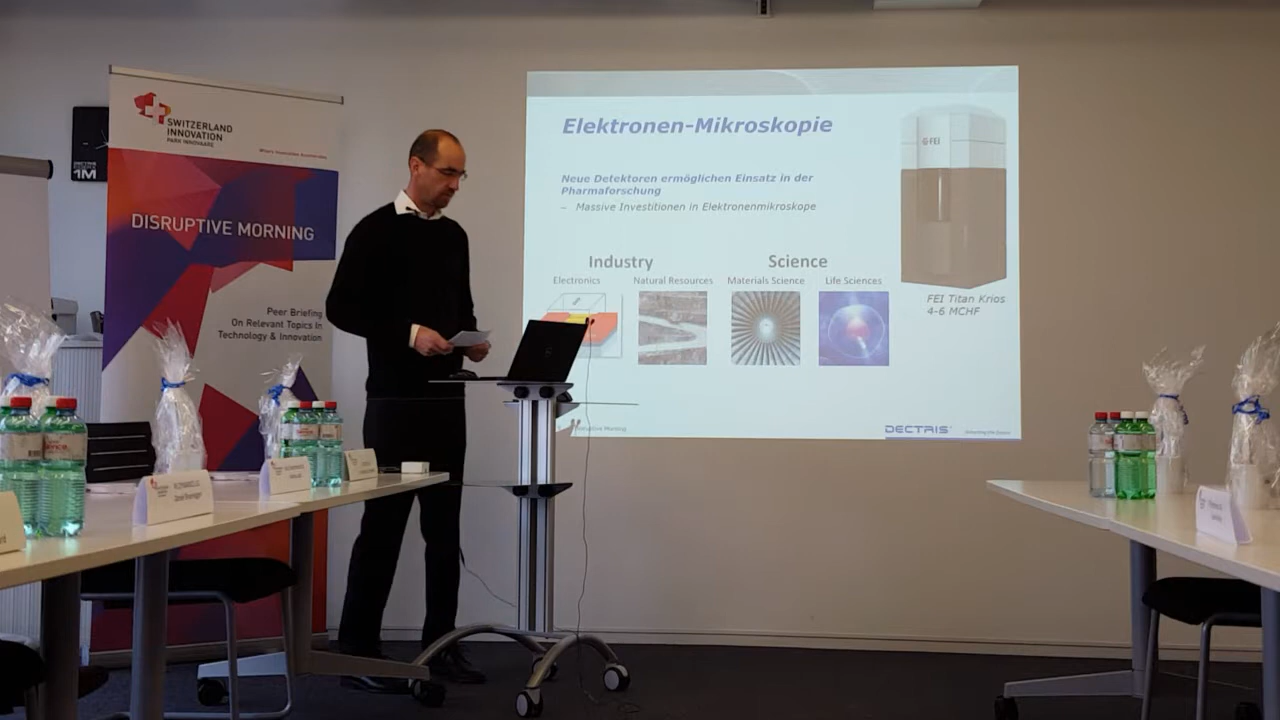 SWITZERLAND
INNOVATION
PARK INNOVAARE
DISRUPTIVE MORNING
Peer Briefing
On Relevant Topics In
Technology & Innovation
1M
Elektronen-Mikroskopie
Neue Detektoren ermöglichen Einsatz in der
Pharmaforschung
– Massive Investitionen in Elektronenmikroskope
FEI
Industry
Science
Electronics
Natural Resources
Materials Science
Life Sciences
FEI Titan Krios
4-6 MCHF
Morning
DECTRIS